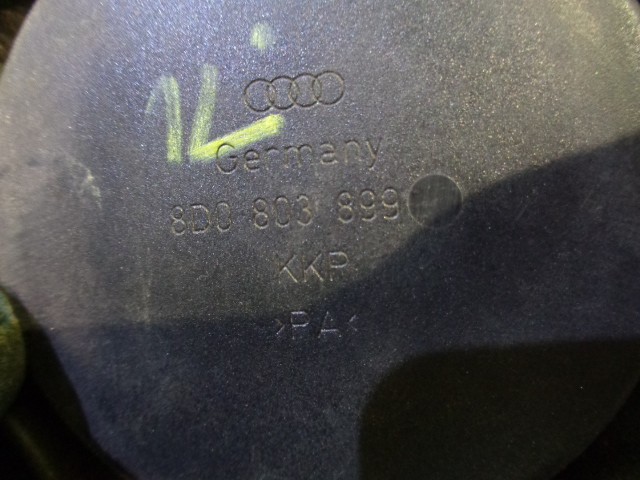 Germany
8D0 803 899
KKP
>PA<